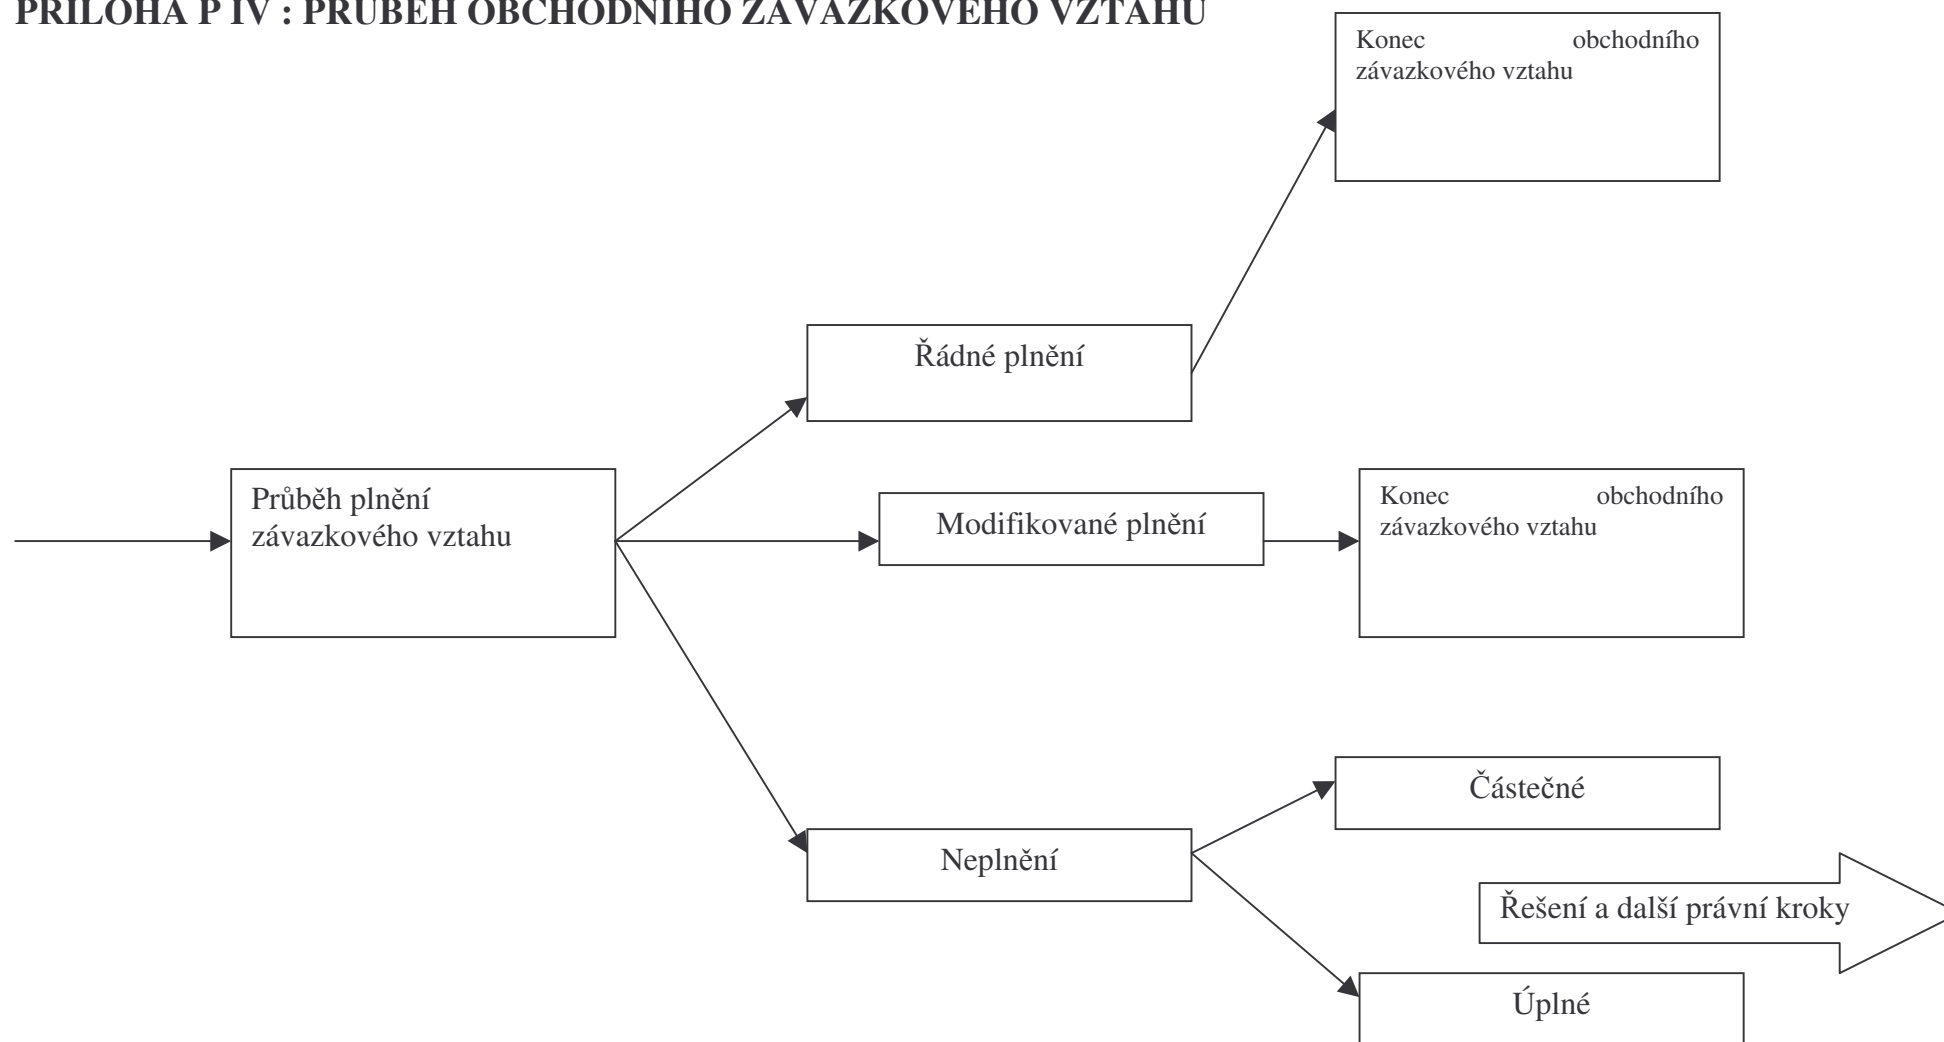 PŘÍLOHA P IV : PRŮBĚH OBCHODNÍHO ZÁVAZKOVÉHO VZTAHU
Konec obchodního
závazkového vztahu
Řádné plnění
Průběh plnění
závazkového vztahu
Modifikované plnění
Konec obchodního
závazkového vztahu
Částečné
Neplnění
Řešení a další právní kroky
Úplné